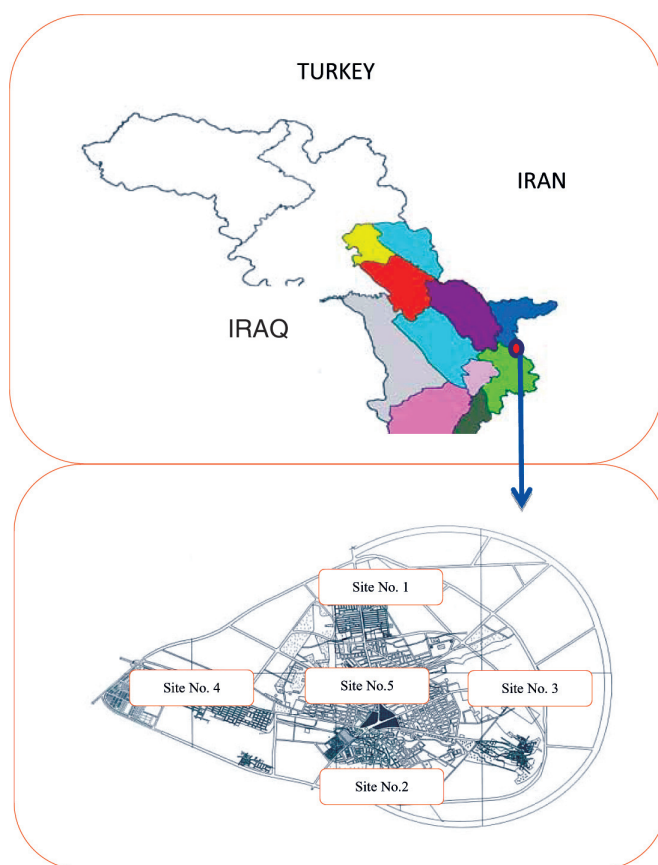 TURKEY
IRAN
IRAQ
Site No. 1
Site No. 4
Site No.5
Site No. 3
Site No.2